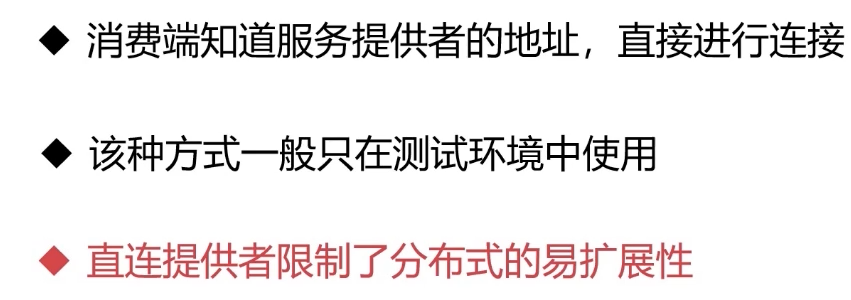 ◆ 消费端知道服务提供者的地址，直接进行连接
◆ 该种方式一般只在测试环境中使用
◆ 直连提供者限制了分布式的易扩展性